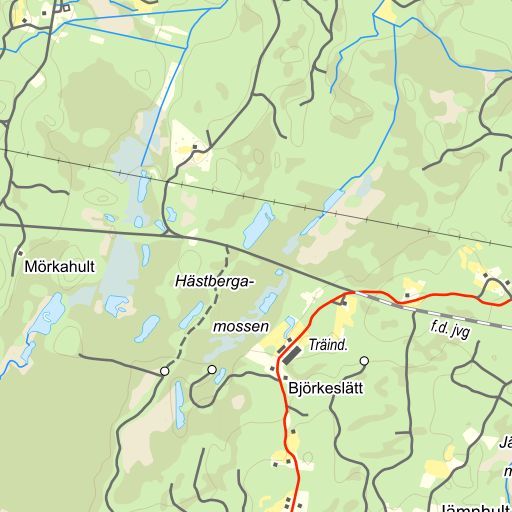 Mörkahult
Hästberga-
mossen
f.d. jvg
Träind.
Björkeslätt
Jämphult